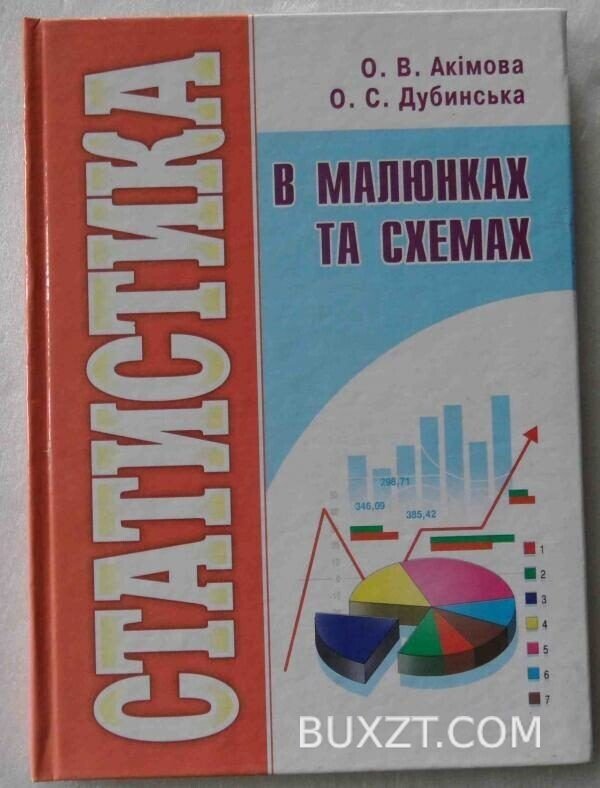 О. В. Акімова
О. С. Дубинська
СТАТИСТИКА
В МАЛЮНКАХ
ТА СХЕМАХ
298,71
346,09
385,42
1
2
3
4
5
6
7
BUXZT.COM